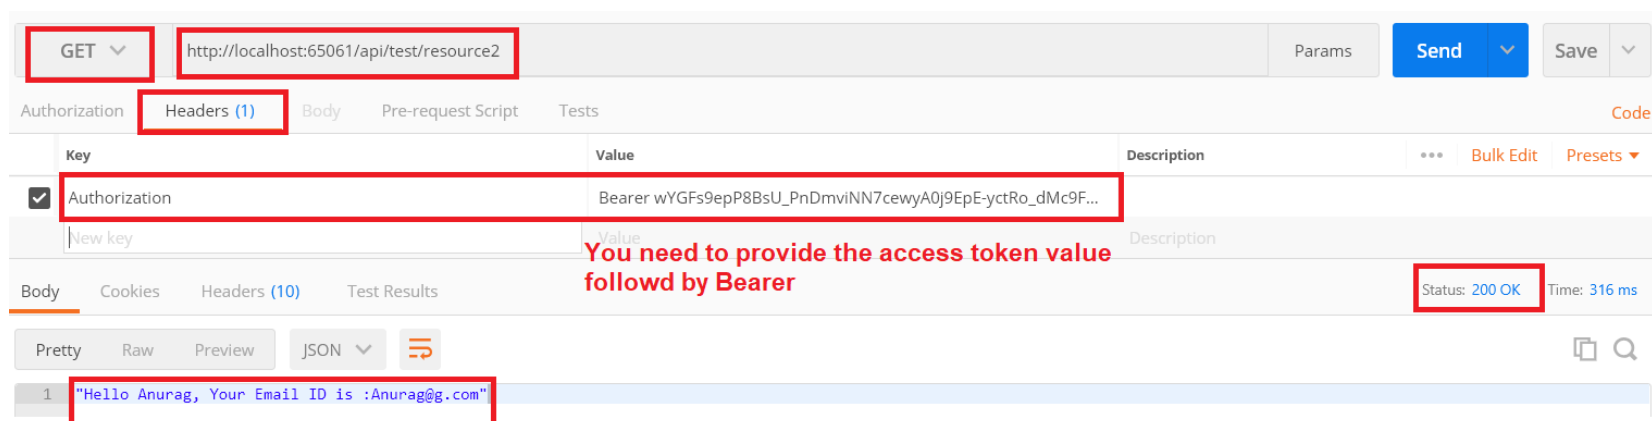 GET http://localhost:65061/api/test/resource2 Params Send Save
Authorization Headers (1) Body Pre-request Script Tests Code
Key Value Description ••• Bulk Edit Presets
Authorization Bearer wYGFs9epP8BsU_PnDmviNN7cewyA0j9EpE-yctRo_dMc9F...
New key Value Description
You need to provide the access token value
followd by Bearer
Body Cookies Headers (10) Test Results Status: 200 OK Time: 316 ms
Pretty Raw Preview JSON
1 "Hello Anurag, Your Email ID is :Anurag@g.com"